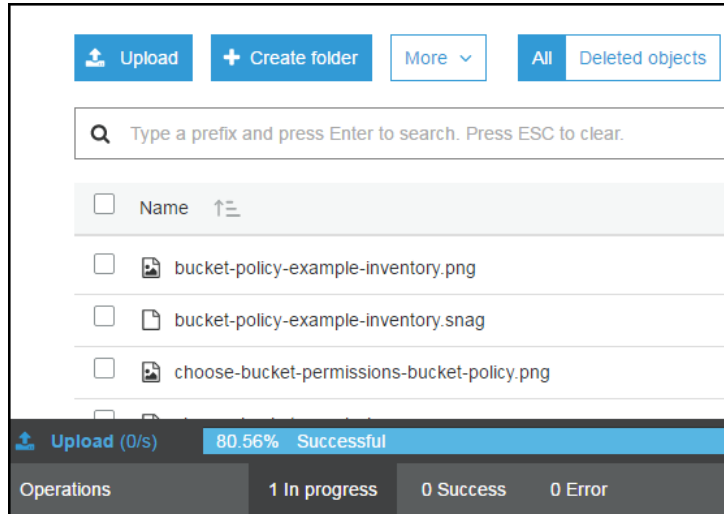 Upload Create folder More All Deleted objects
Type a prefix and press Enter to search. Press ESC to clear.
Name
bucket-policy-example-inventory.png
bucket-policy-example-inventory.snag
choose-bucket-permissions-bucket-policy.png
Upload (0/s) 80.56% Successful
Operations 1 In progress 0 Success 0 Error